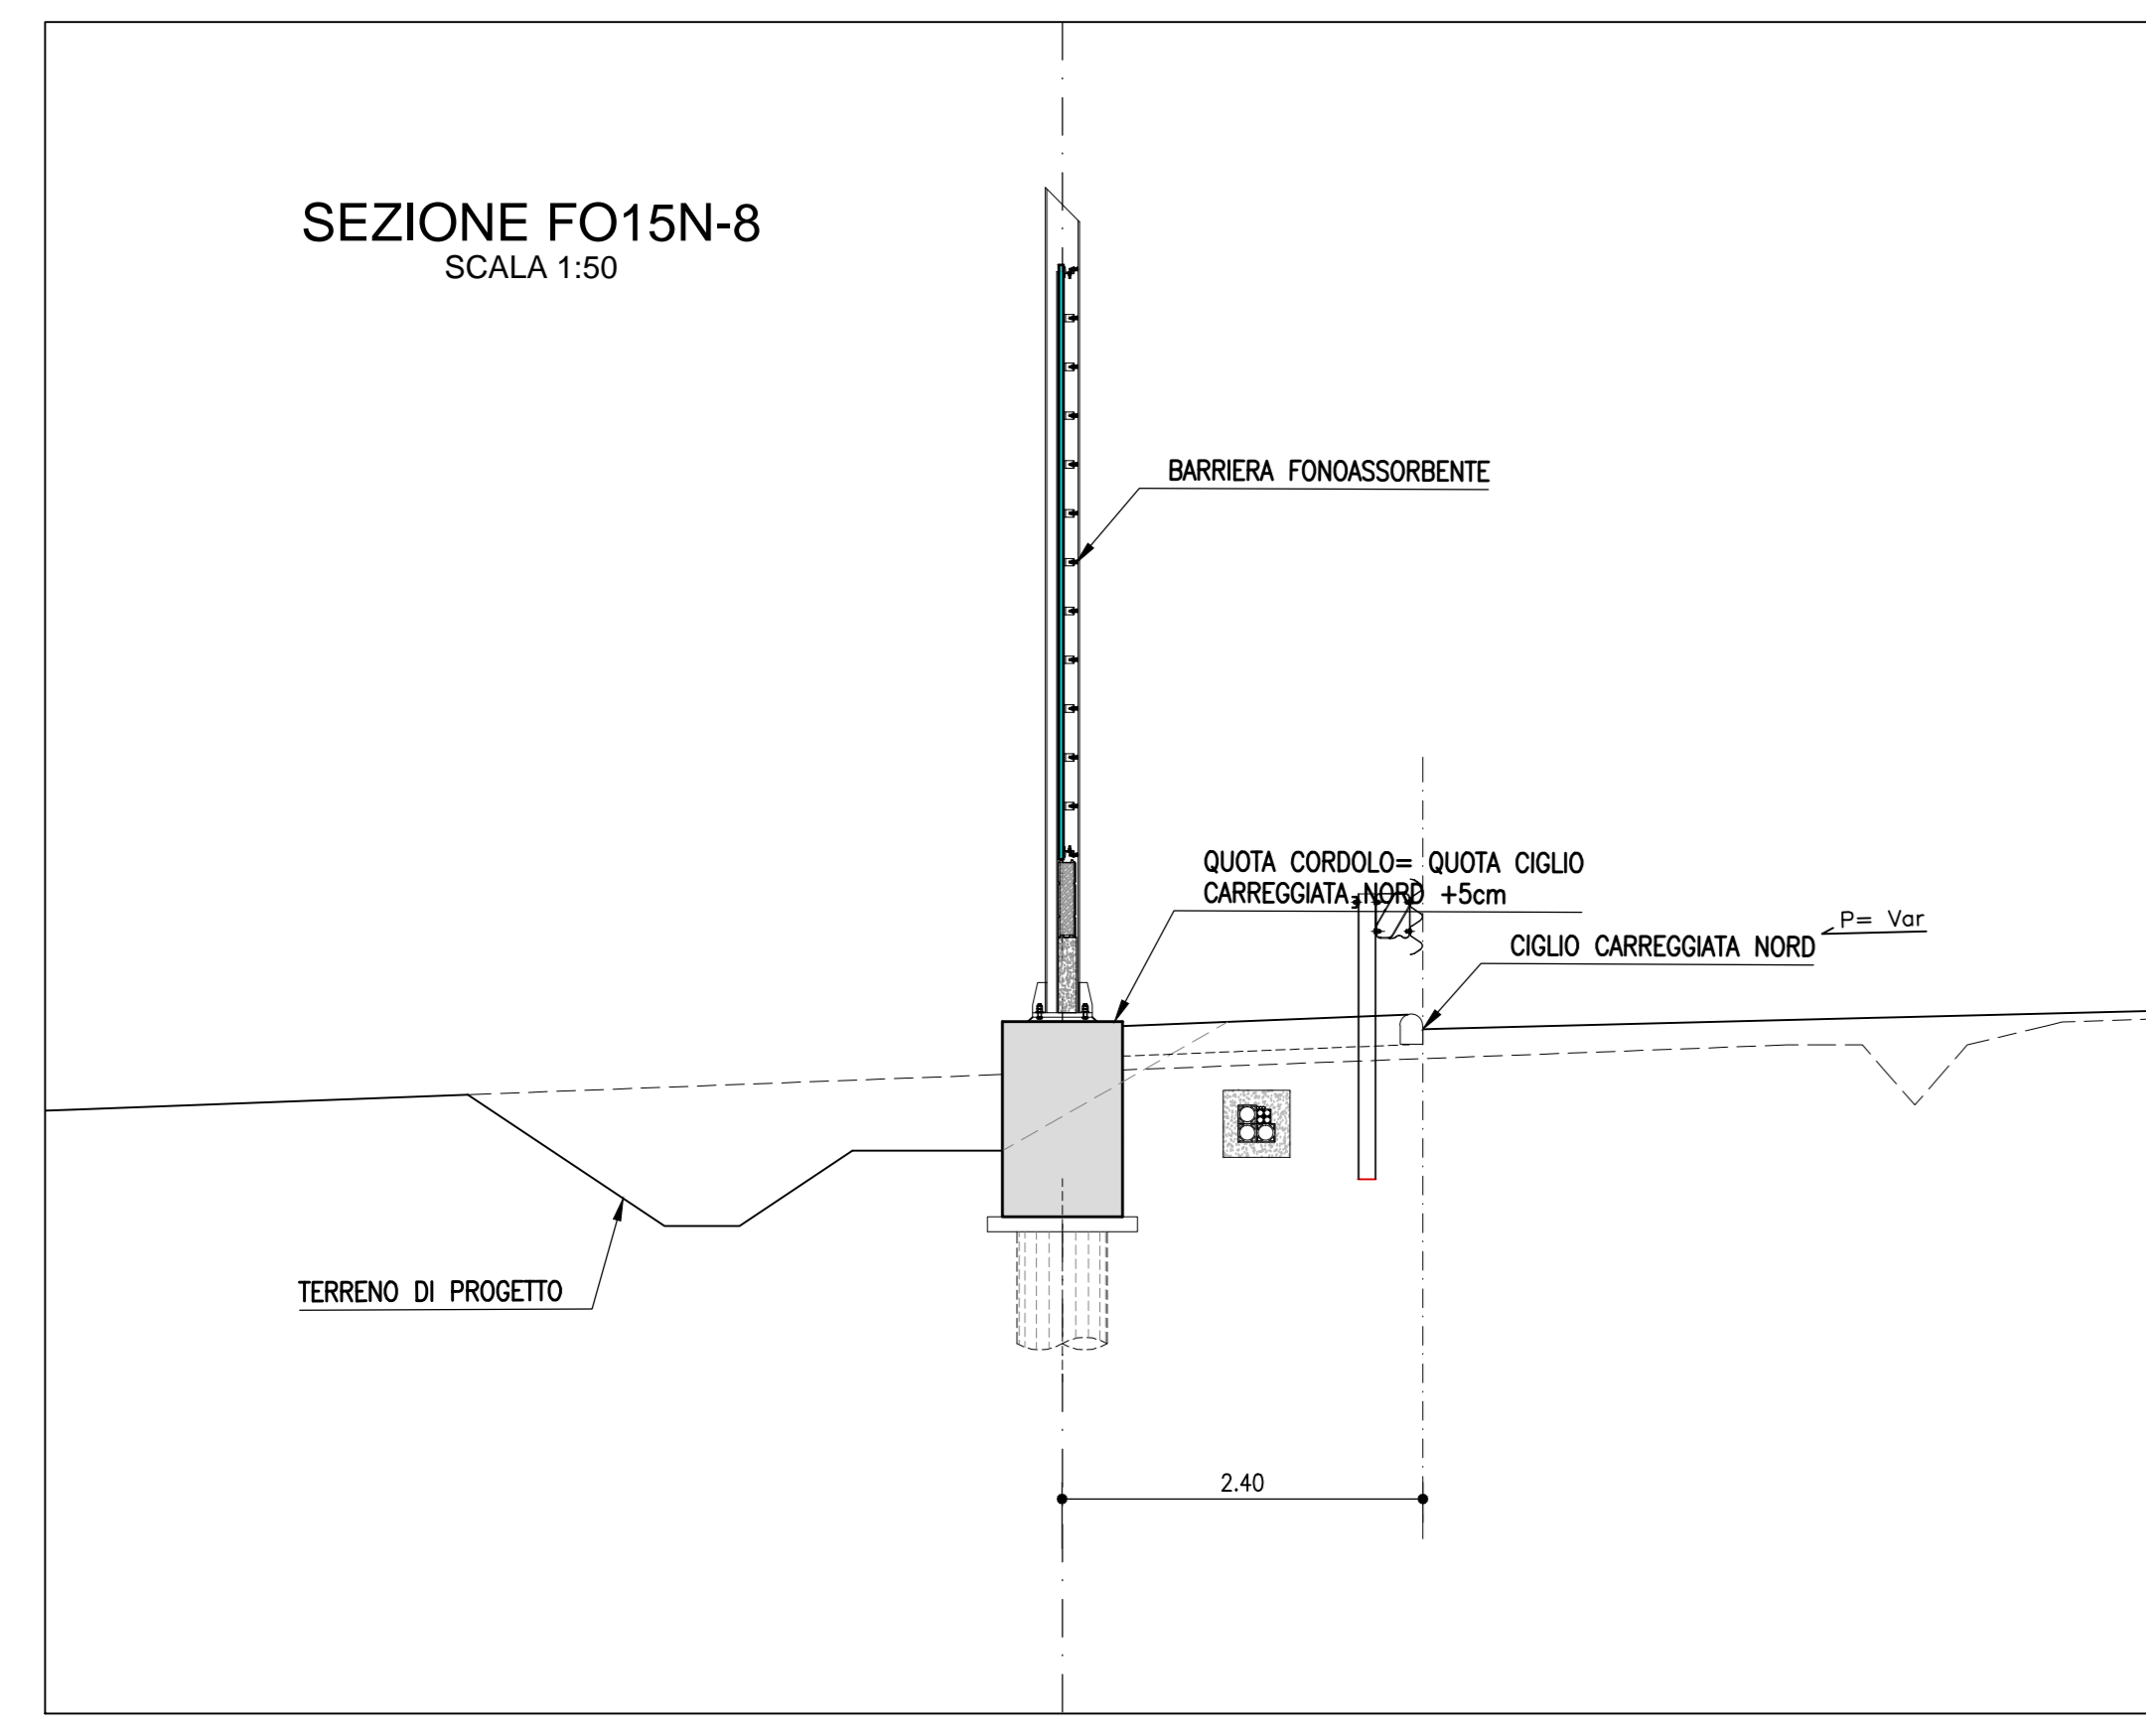 SEZIONE FO15N-8
SCALA 1:50
BARRIERA FONOASSORBENTE
QUOTA CORDOLO= QUOTA CIGLIO
CARREGGIATA NORD +5cm
P= Var
CIGLIO CARREGGIATA NORD
TERRENO DI PROGETTO
2.40